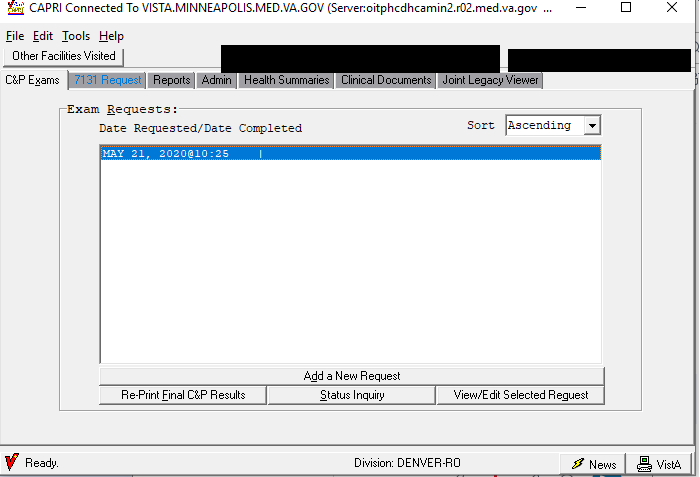 CAPRI Connected To VISTA.MINNEAPOLIS.MED.VA.GOV (Server:oitphcdhcamin2.r02.med.va.gov ...
File Edit Tools Help
Other Facilities Visited
C&P Exams 7131 Request Reports Admin Health Summaries Clinical Documents Joint Legacy Viewer
Exam Requests:
Date Requested/Date Completed Sort Ascending
MAY 21, 2020@10:25 |
Add a New Request
Re-Print Final C&P Results Status Inquiry View/Edit Selected Request
Ready. Division: DENVER-RO News VistA